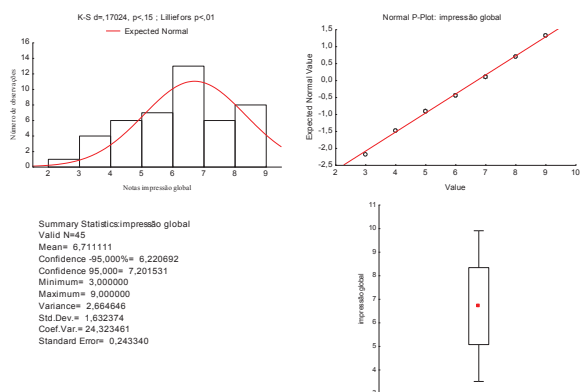 K-S d=,17024, p<,15 ; Lilliefors p<,01
Expected Normal
16
14
12
10
8
6
4
2
0
2 3 4 5 6 7 8 9
Número de observações
Notas impressão global
Normal P-Plot: impressão global
1,5
1,0
0,5
0,0
-0,5
-1,0
-1,5
-2,0
-2,5
2 3 4 5 6 7 8 9 10
Expected Normal Value
Value
Summary Statistics:impressão global
Valid N=45
Mean= 6,711111
Confidence -95,000%= 6,220692
Confidence 95,000= 7,201531
Minimum= 3,000000
Maximum= 9,000000
Variance= 2,664646
Std.Dev.= 1,632374
Coef.Var.= 24,323461
Standard Error= 0,243340
11
10
9
8
7
6
5
4
3
impressão global